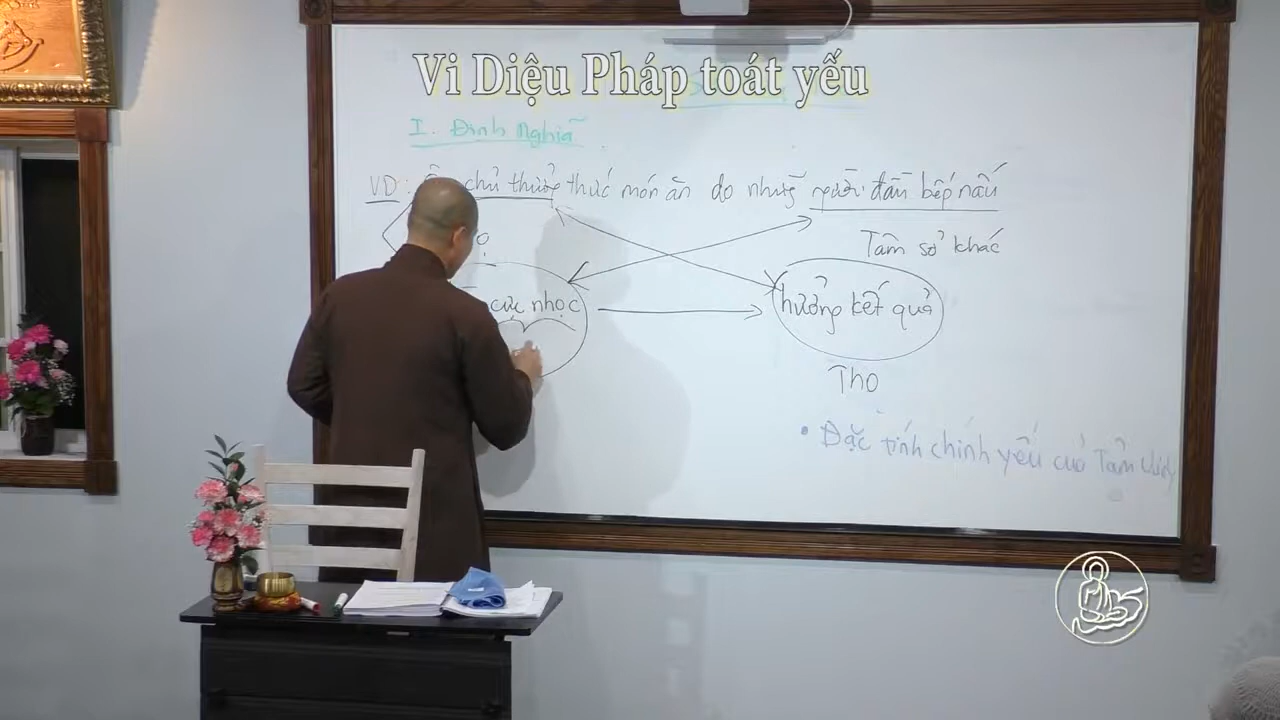 Vi Diệu Pháp toát yếu
I. Định Nghĩa
VD: chủ thưởng thức món ăn do những người đầu bếp nấu
Tâm sở khác
cực nhọc
hưởng kết quả
Thọ
• Đặc tính chính yếu của Tâm